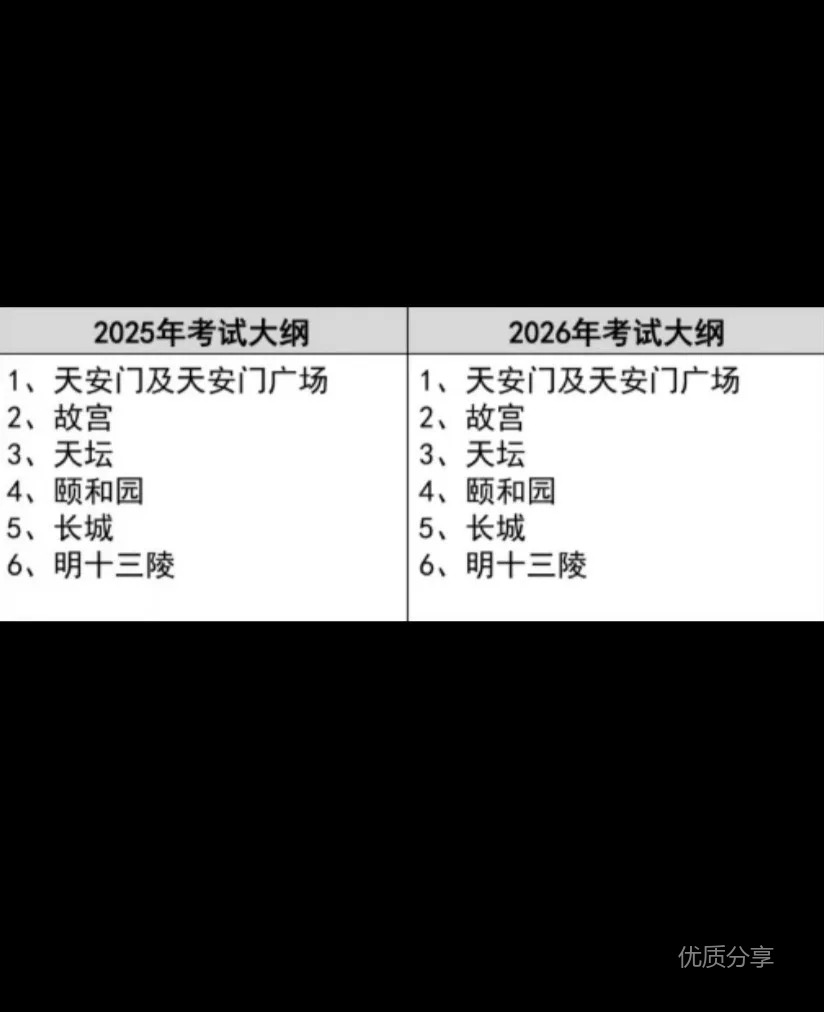 2025年考试大纲
1、天安门及天安门广场
2、故宫
3、天坛
4、颐和园
5、长城
6、明十三陵
2026年考试大纲
1、天安门及天安门广场
2、故宫
3、天坛
4、颐和园
5、长城
6、明十三陵
优质分享